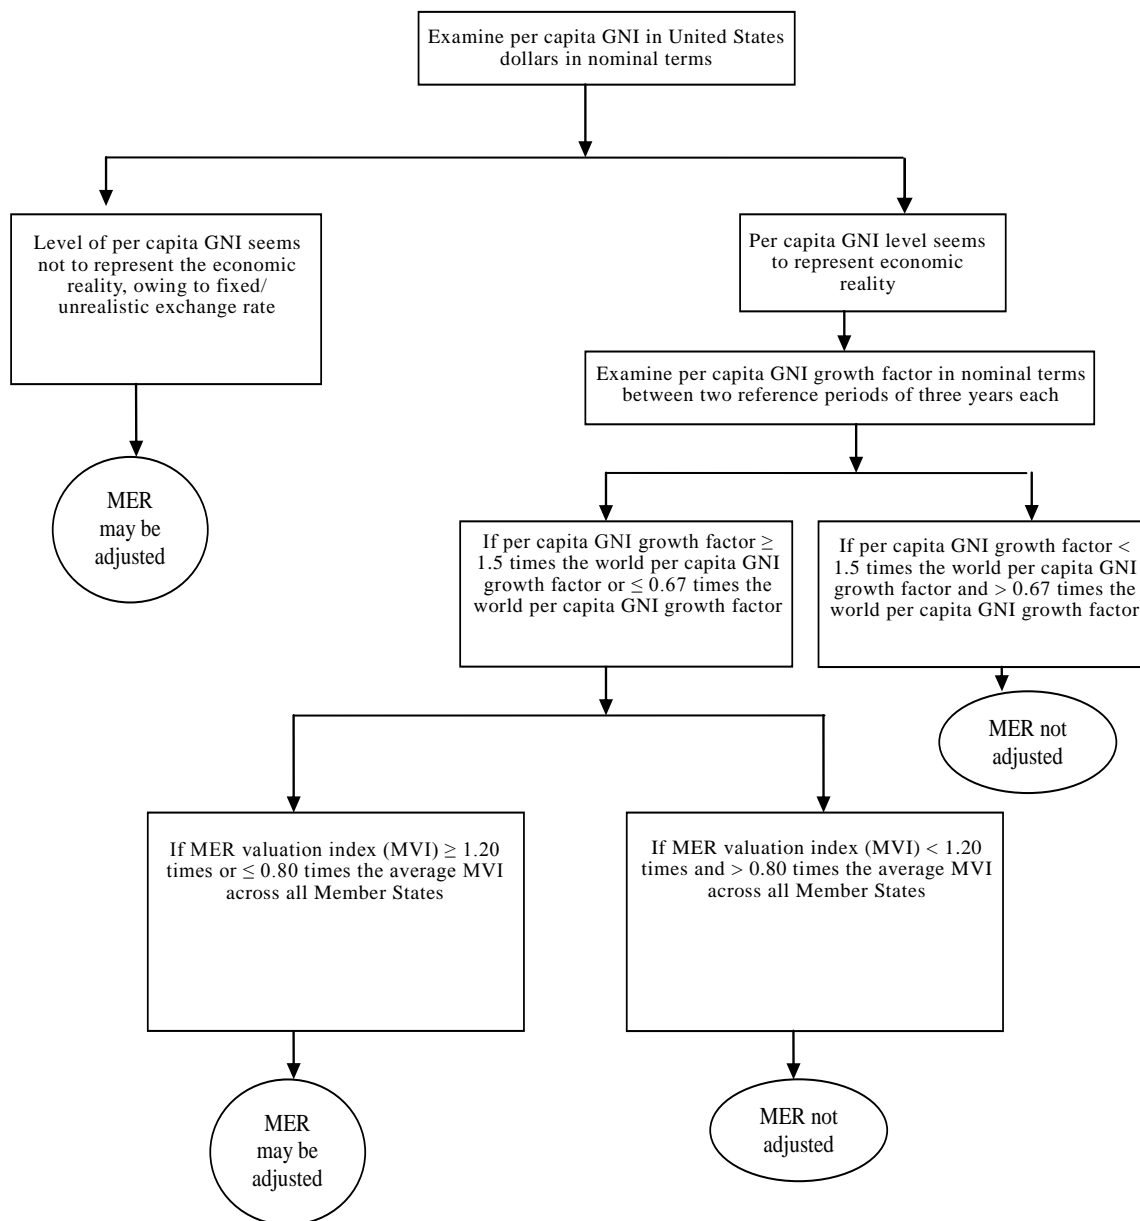 Examine per capita GNI in United States
dollars in nominal terms
Level of per capita GNI seems
not to represent the economic
reality, owing to fixed/
unrealistic exchange rate
Per capita GNI level seems
to represent economic
reality
Examine per capita GNI growth factor in nominal terms
between two reference periods of three years each
MER
may be
adjusted
If per capita GNI growth factor ≥
1.5 times the world per capita GNI
growth factor or ≤ 0.67 times the
world per capita GNI growth factor
If per capita GNI growth factor <
1.5 times the world per capita GNI
growth factor and > 0.67 times the
world per capita GNI growth factor
MER not
adjusted
If MER valuation index (MVI) ≥ 1.20
times or ≤ 0.80 times the average MVI
across all Member States
If MER valuation index (MVI) < 1.20
times and > 0.80 times the average MVI
across all Member States
MER
may be
adjusted
MER not
adjusted